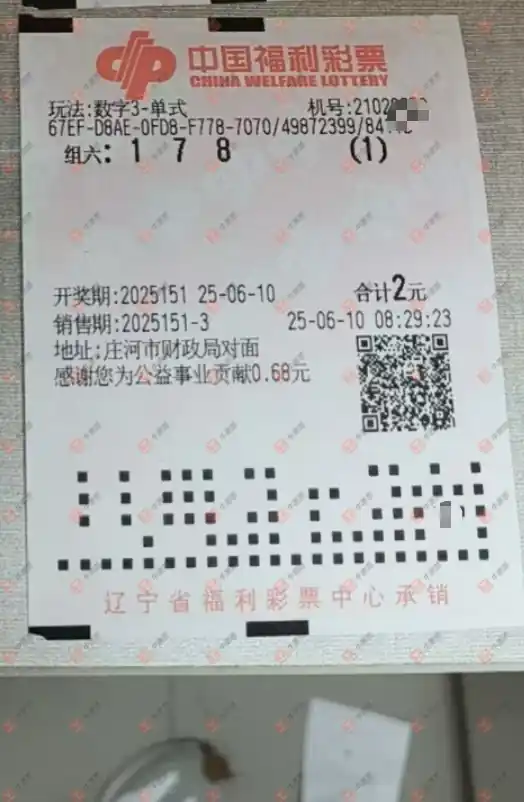 中国福利彩票
CHINA WELFARE LOTTERY
玩法:数字3-单式 机号:21020
67EF-D8AE-0FD8-F778-7070/49872399/84
组六: 1 7 8 (1)
开奖期:2025151 25-06-10 合计2元
销售期:2025151-3 25-06-10 08:29:23
地址:庄河市财政局对面
感谢您为公益事业贡献0.68元
辽宁省福利彩票中心承销